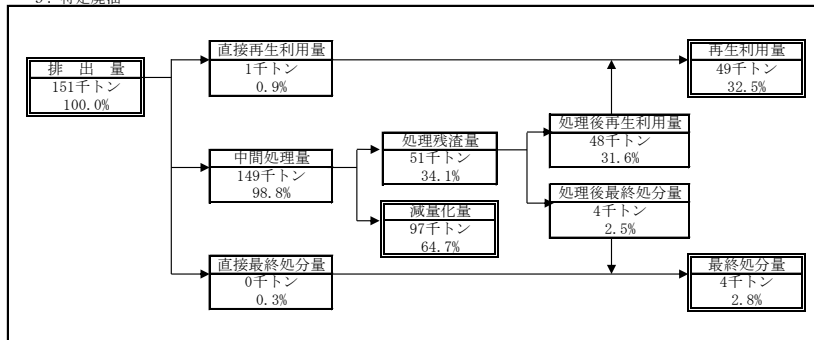 排 出 量
151千トン
100.0%
直接再生利用量
1千トン
0.9%
再生利用量
49千トン
32.5%
中間処理量
149千トン
98.8%
処理残渣量
51千トン
34.1%
処理後再生利用量
48千トン
31.6%
減量化量
97千トン
64.7%
処理後最終処分量
4千トン
2.5%
直接最終処分量
0千トン
0.3%
最終処分量
4千トン
2.8%